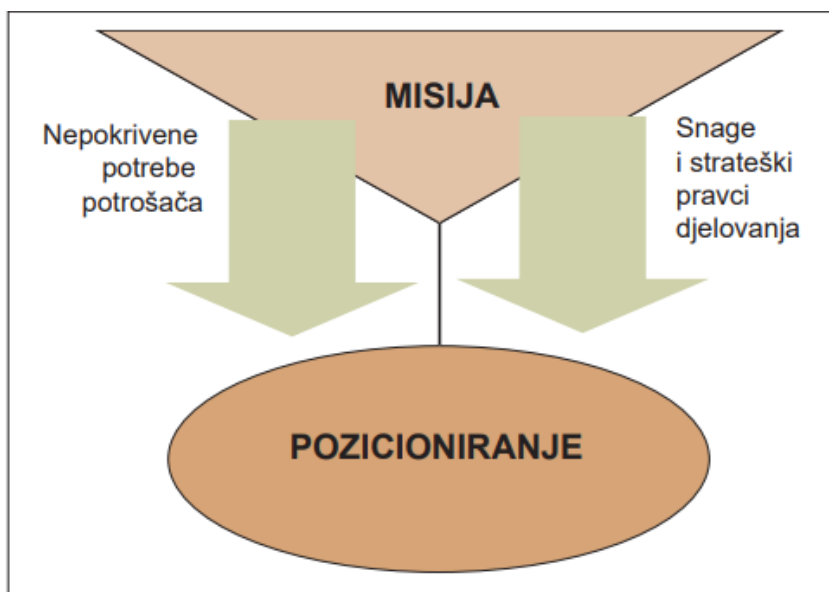 MISIJA
Nepokrivene
potrebe
potrošača
Snage
i strateški
pravci
djelovanja
POZICIONIRANJE